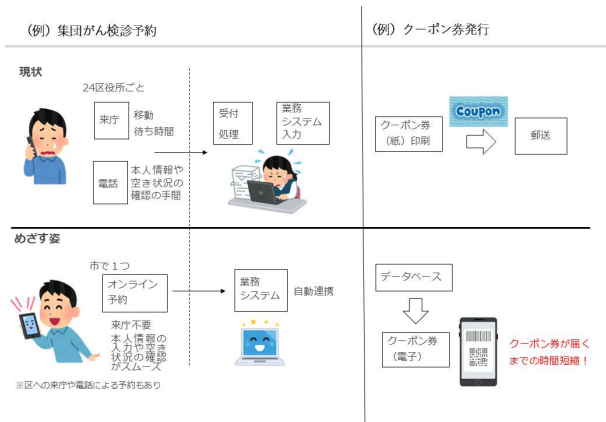 (例)集団がん検診予約
(例)クーポン券発行
現状
24区役所ごと
来庁
移動
待ち時間
電話
本人情報や
空き状況の
確認の手間
受付
処理
業務
システム
入力
クーポン券
(紙)印刷
Coupon
郵送
めざす姿
市で1つ
オンライン
予約
来庁不要
本人情報の
入力や空き
状況の確認
がスムーズ
※区への来庁や電話による予約もあり
業務
システム
自動連携
データベース
クーポン券
(電子)
クーポン券が届く
までの時間短縮!